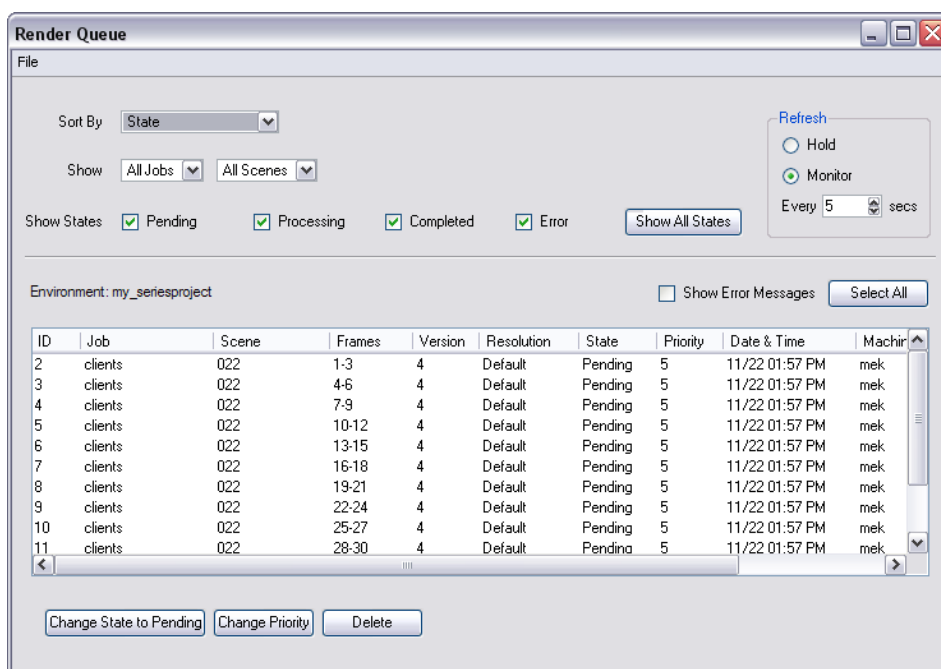 Render Queue
File
Sort By State
Refresh
Hold
Show All Jobs All Scenes
Monitor
Every 5 secs
Show States Pending Processing Completed Error Show All States
Environment: my_seriesproject
Show Error Messages Select All
ID Job Scene Frames Version Resolution State Priority Date & Time Machin
2 clients 022 1-3 4 Default Pending 5 11/22 01:57 PM mek
3 clients 022 4-6 4 Default Pending 5 11/22 01:57 PM mek
4 clients 022 7-9 4 Default Pending 5 11/22 01:57 PM mek
5 clients 022 10-12 4 Default Pending 5 11/22 01:57 PM mek
6 clients 022 13-15 4 Default Pending 5 11/22 01:57 PM mek
7 clients 022 16-18 4 Default Pending 5 11/22 01:57 PM mek
8 clients 022 19-21 4 Default Pending 5 11/22 01:57 PM mek
9 clients 022 22-24 4 Default Pending 5 11/22 01:57 PM mek
10 clients 022 25-27 4 Default Pending 5 11/22 01:57 PM mek
11 clients 022 28-30 4 Default Pending 5 11/22 01:57 PM mek
Change State to Pending Change Priority Delete